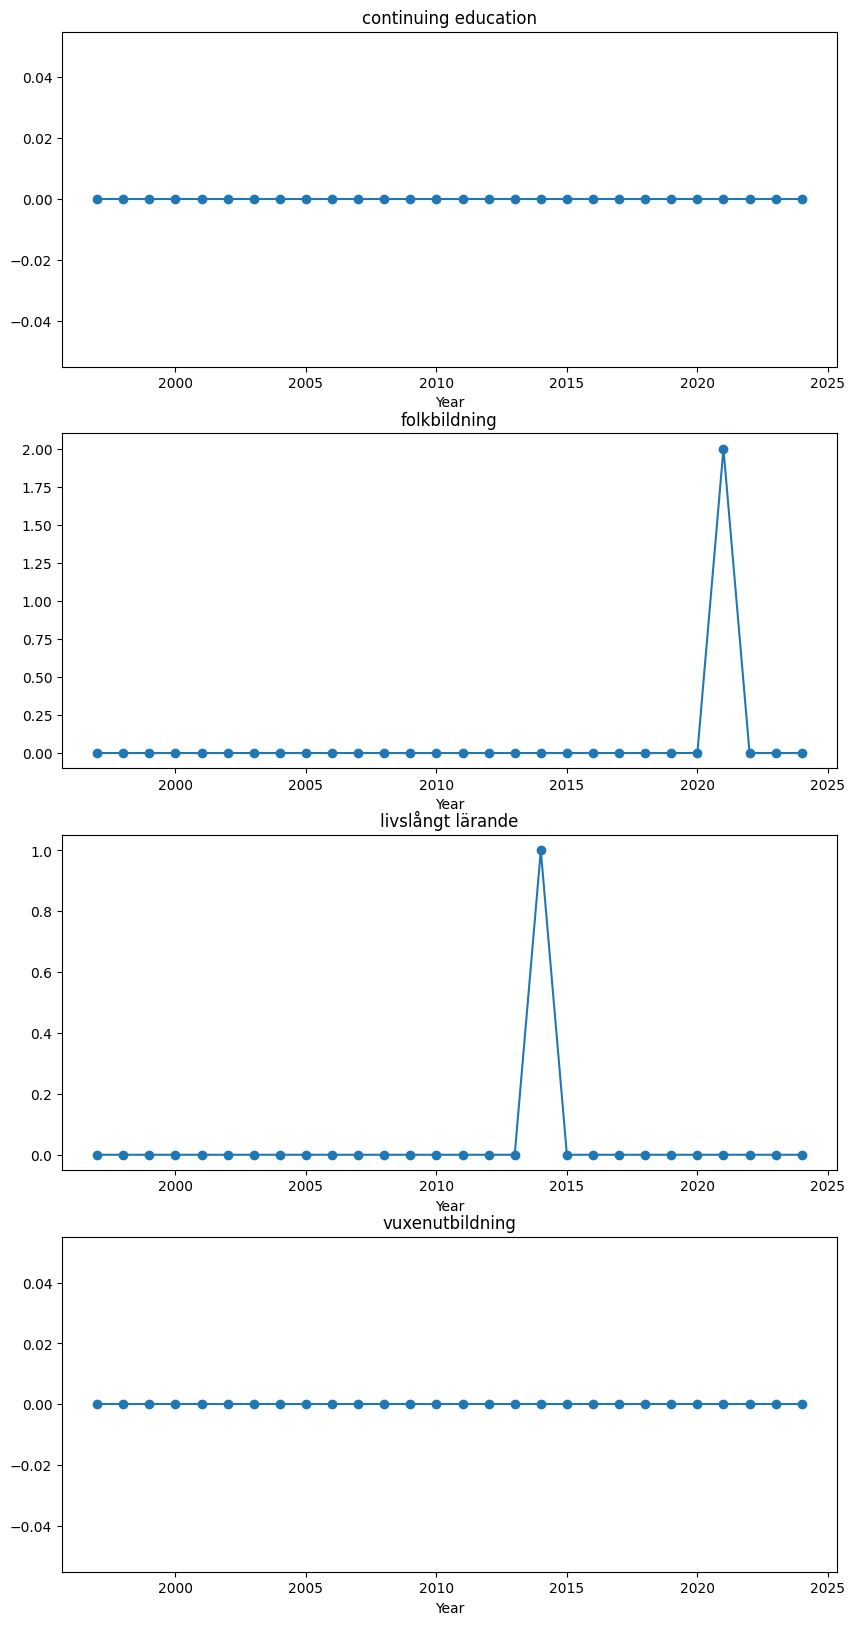 continuing education
0.04
0.02
0.00
−0.02
−0.04
2000 2005 2010 2015 2020 2025
Year
folkbildning
2.00
1.75
1.50
1.25
1.00
0.75
0.50
0.25
0.00
2000 2005 2010 2015 2020 2025
Year
livslångt lärande
1.0
0.8
0.6
0.4
0.2
0.0
2000 2005 2010 2015 2020 2025
Year
vuxenutbildning
0.04
0.02
0.00
−0.02
−0.04
2000 2005 2010 2015 2020 2025
Year